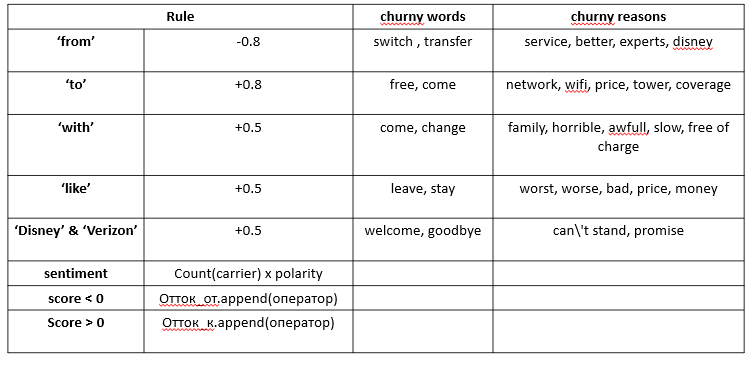 Rule churny words churny reasons
'from' -0.8 switch , transfer service, better, experts, disney
'to' +0.8 free, come network, wifi, price, tower, coverage
'with' +0.5 come, change family, horrible, awfull, slow, free of
charge
'like' +0.5 leave, stay worst, worse, bad, price, money
'Disney' & 'Verizon' +0.5 welcome, goodbye can\'t stand, promise
sentiment Count(carrier) x polarity
score < 0 Отток_от.append(оператор)
Score > 0 Отток_к.append(оператор)